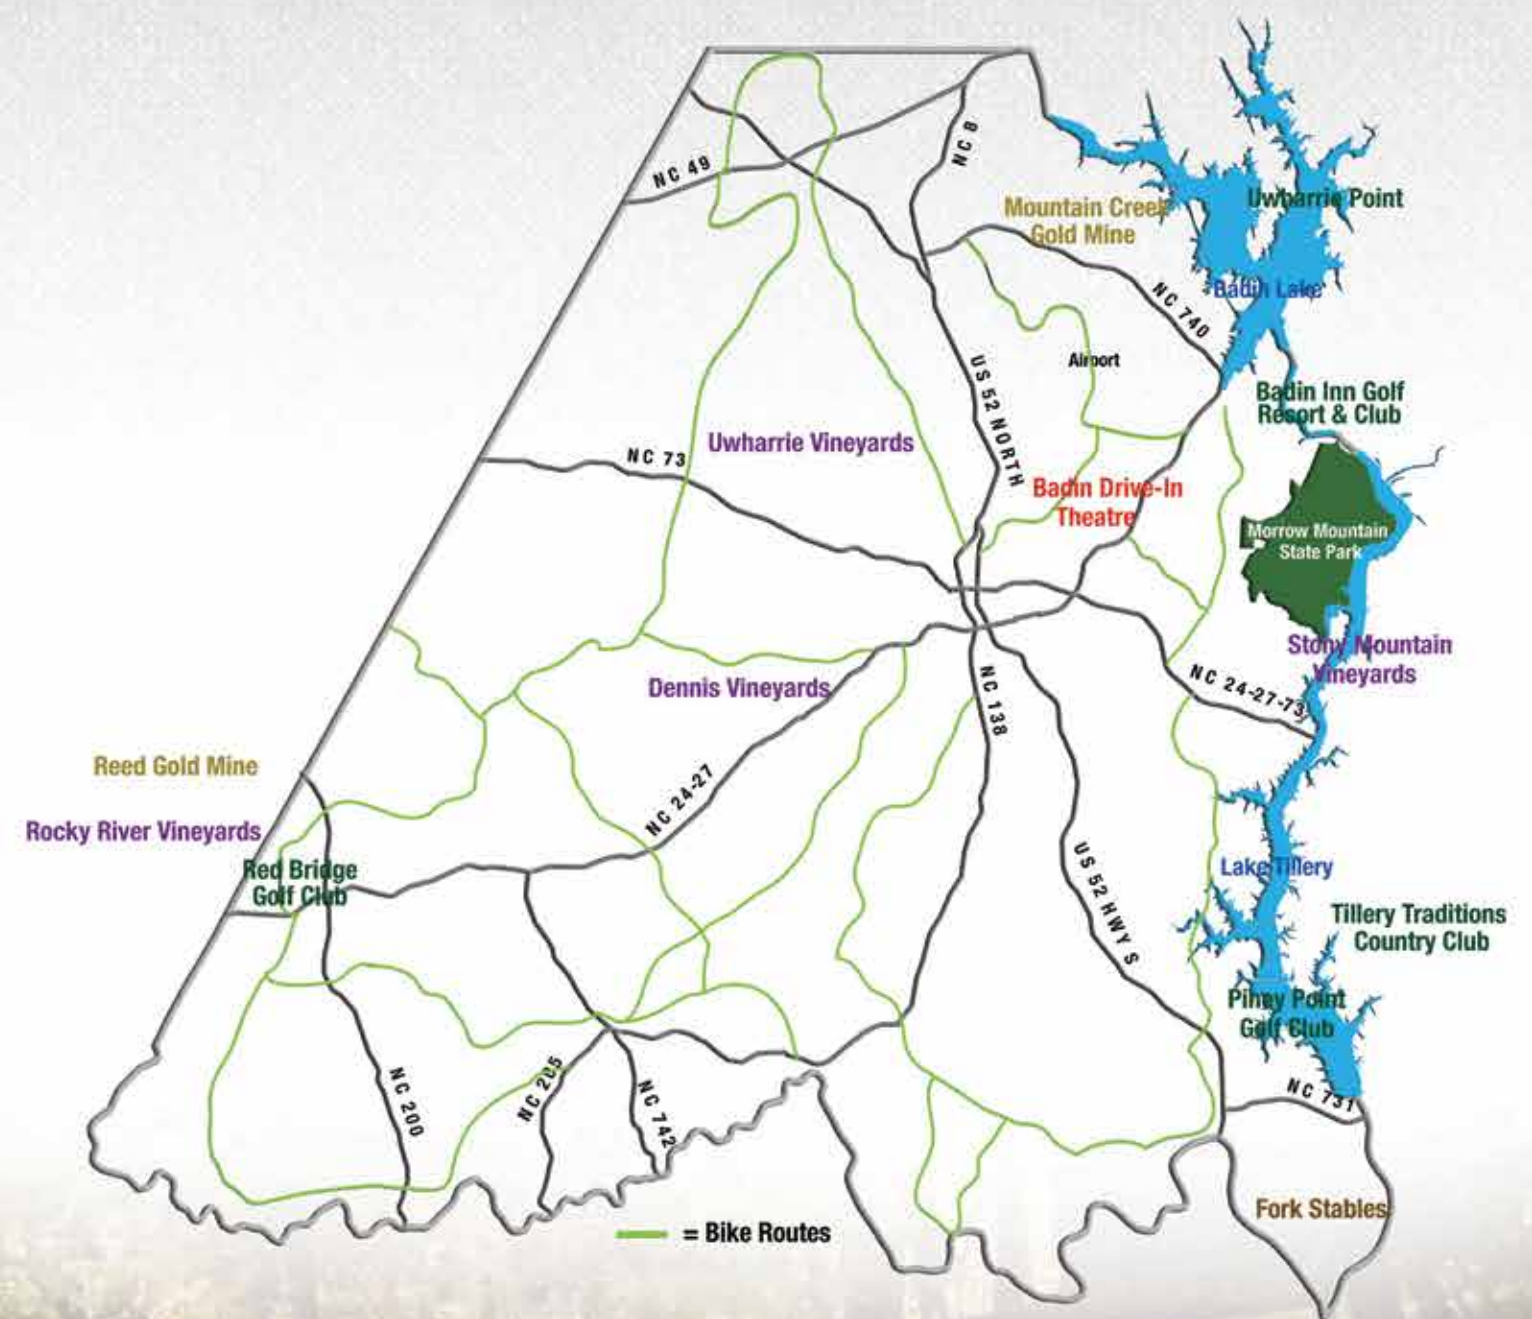 NC 8
NC 49
Mountain Creek
Gold Mine
Uwharrie Point
Badin Lake
NC 740
Airport
US 52 NORTH
Badin Inn Golf
Resort & Club
Uwharrie Vineyards
NC 73
Badin Drive-In
Theatre
Morrow Mountain
State Park
Stony Mountain
Vineyards
Dennis Vineyards
NC 138
NC 24-27-73
Reed Gold Mine
NC 24-27
Rocky River Vineyards
Red Bridge
Golf Club
US 52 HWY S
Lake Tillery
Tillery Traditions
Country Club
Piney Point
Golf Club
NC 200
NC 205
NC 742
NC 731
Fork Stables
= Bike Routes